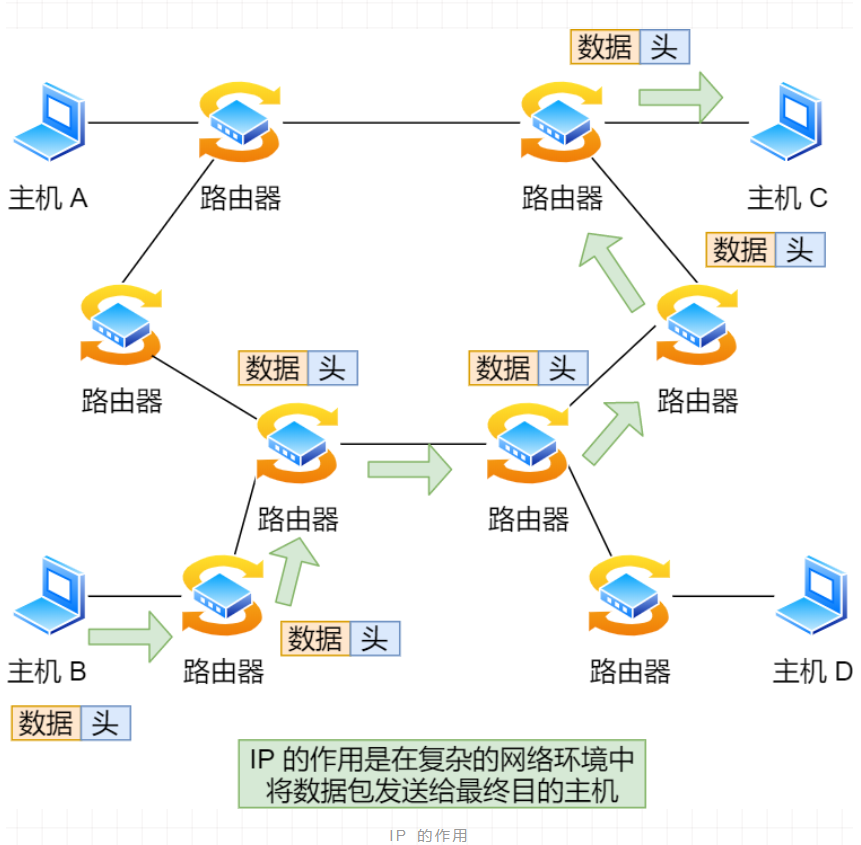 数据 头
主机 A
路由器
路由器
主机 C
数据 头
数据 头
数据 头
路由器
路由器
路由器
路由器
数据 头
主机 B
路由器
路由器
主机 D
数据 头
IP 的作用是在复杂的网络环境中
将数据包发送给最终目的主机
IP 的作用